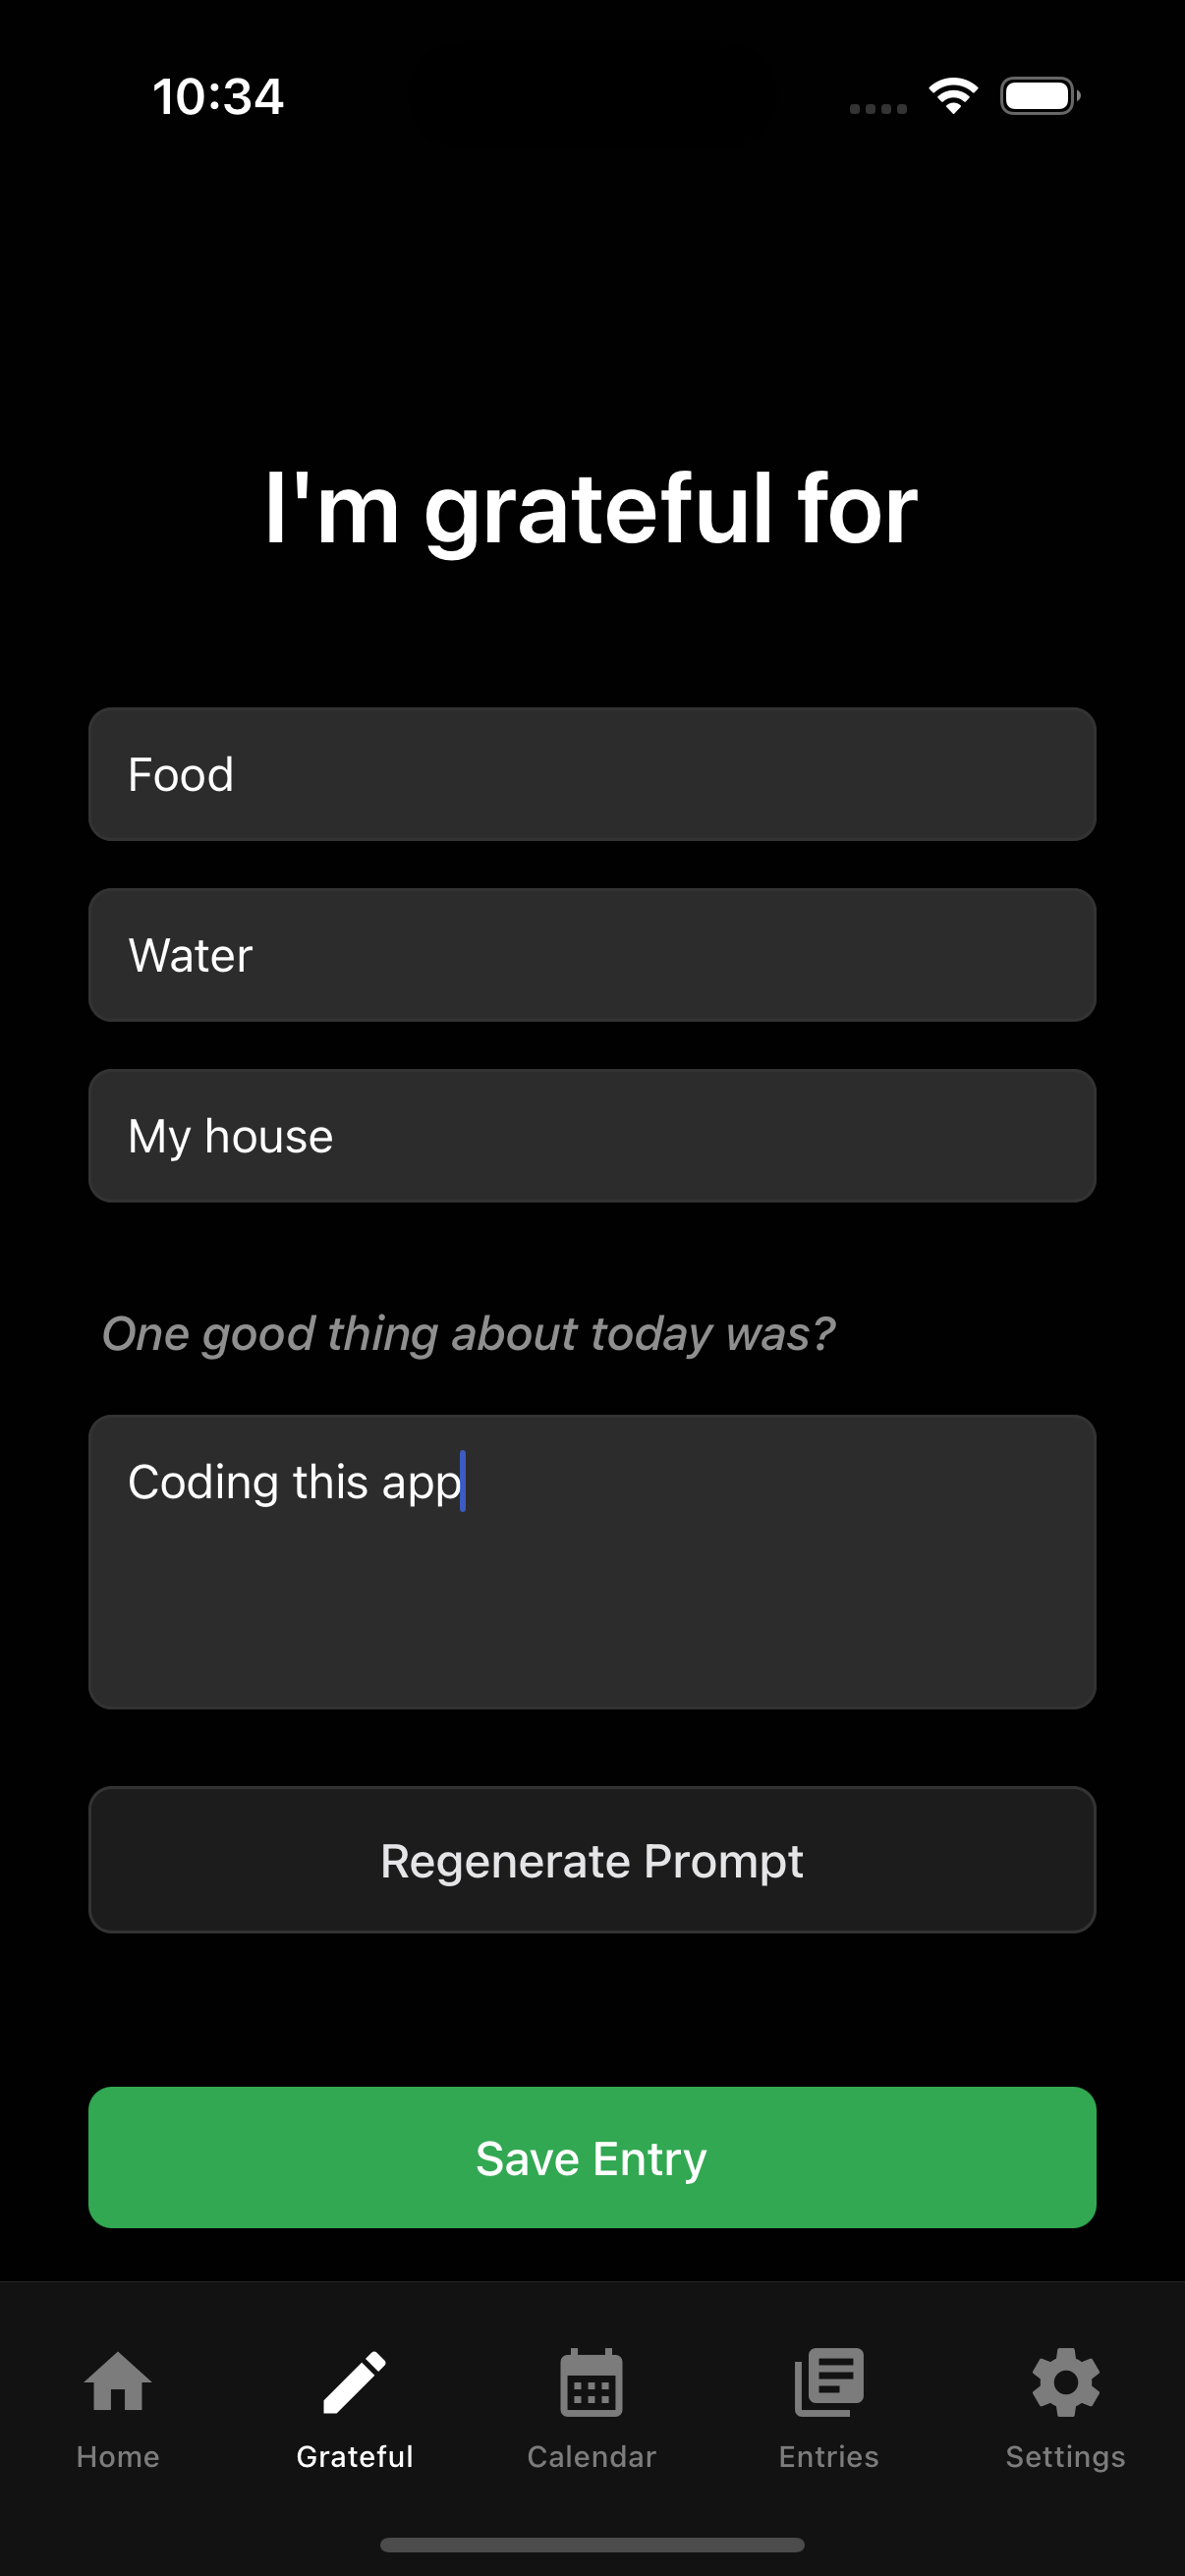 10:34
I'm grateful for
Food
Water
My house
One good thing about today was?
Coding this app
Regenerate Prompt
Save Entry
Home
Grateful
Calendar
Entries
Settings